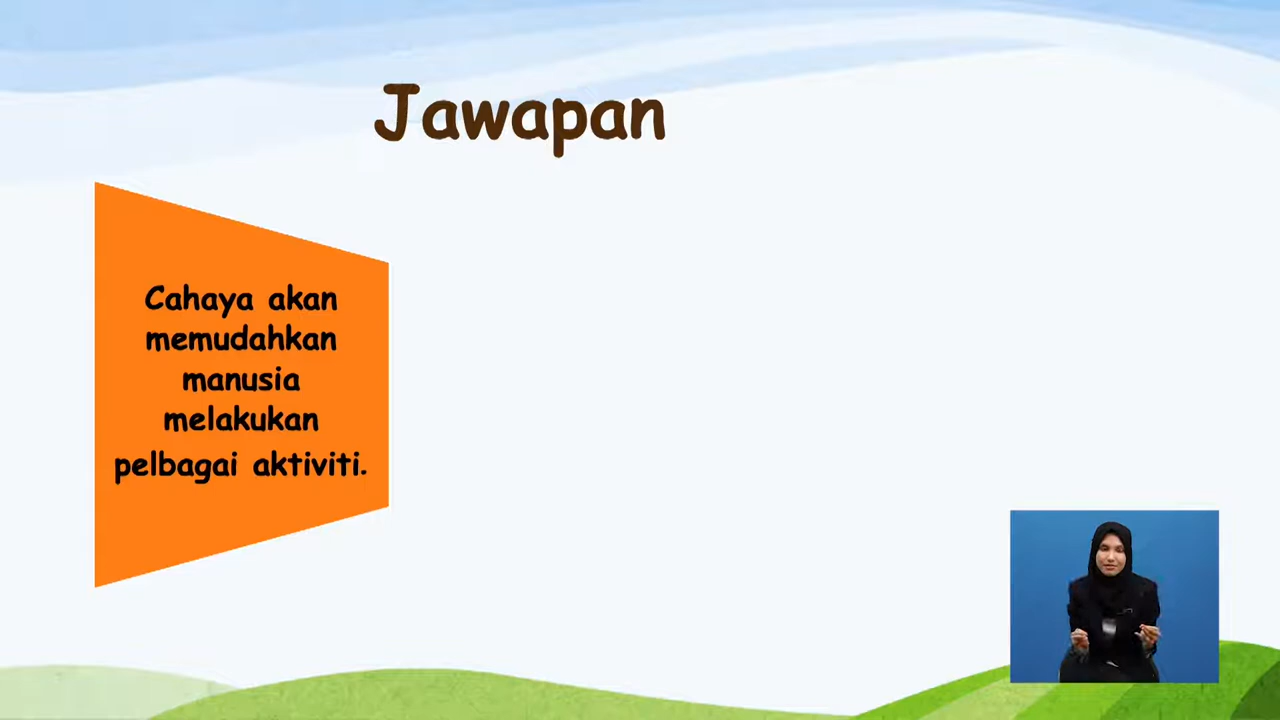 Jawapan
Cahaya akan
memudahkan
manusia
melakukan
pelbagai aktiviti.